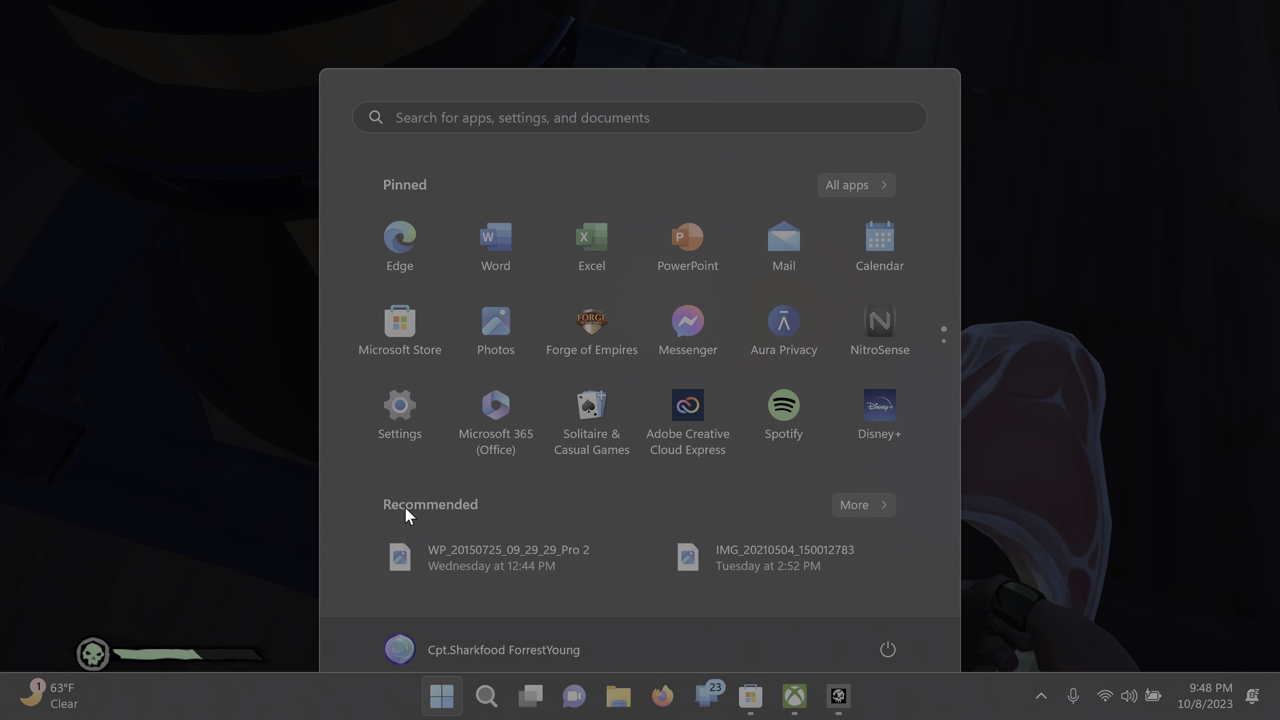 Search for apps, settings, and documents
Pinned
All apps
Edge
Word
Excel
PowerPoint
Mail
Calendar
Microsoft Store
Photos
Forge of Empires
Messenger
Aura Privacy
NitroSense
Settings
Microsoft 365
(Office)
Solitaire &
Casual Games
Adobe Creative
Cloud Express
Spotify
Disney+
Recommended
More
WP_20150725_09_29_29_Pro 2
Wednesday at 12:44 PM
IMG_20210504_150012783
Tuesday at 2:52 PM
Cpt.Sharkfood ForrestYoung
1
63°F
Clear
23
9:48 PM
10/8/2023